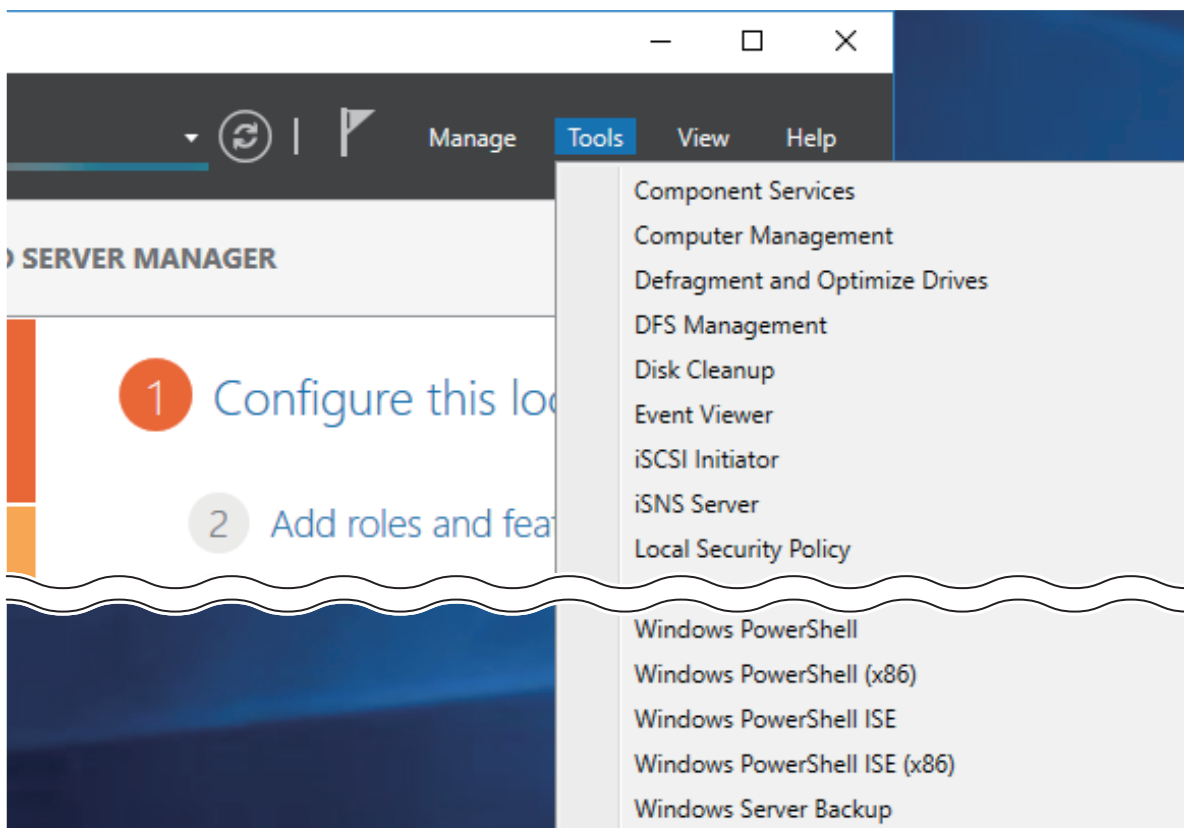 Manage Tools View Help
SERVER MANAGER
1 Configure this
2 Add roles and
Component Services
Computer Management
Defragment and Optimize Drives
DFS Management
Disk Cleanup
Event Viewer
iSCSI Initiator
iSNS Server
Local Security Policy
Windows PowerShell
Windows PowerShell (x86)
Windows PowerShell ISE
Windows PowerShell ISE (x86)
Windows Server Backup